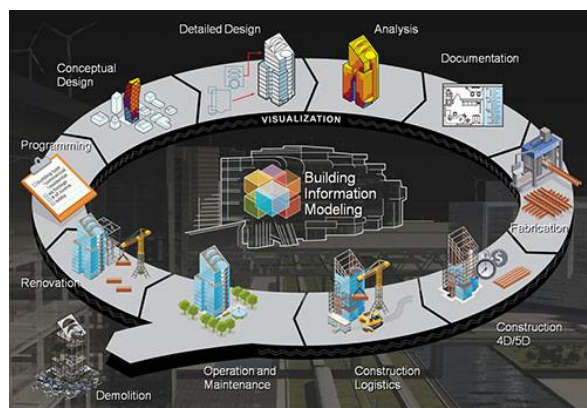 Detailed Design
Analysis
Conceptual
Design
Documentation
VISUALIZATION
Programming
Building
Information
Modeling
Fabrication
Renovation
Construction
4D/5D
Operation and
Maintenance
Construction
Logistics
Demolition